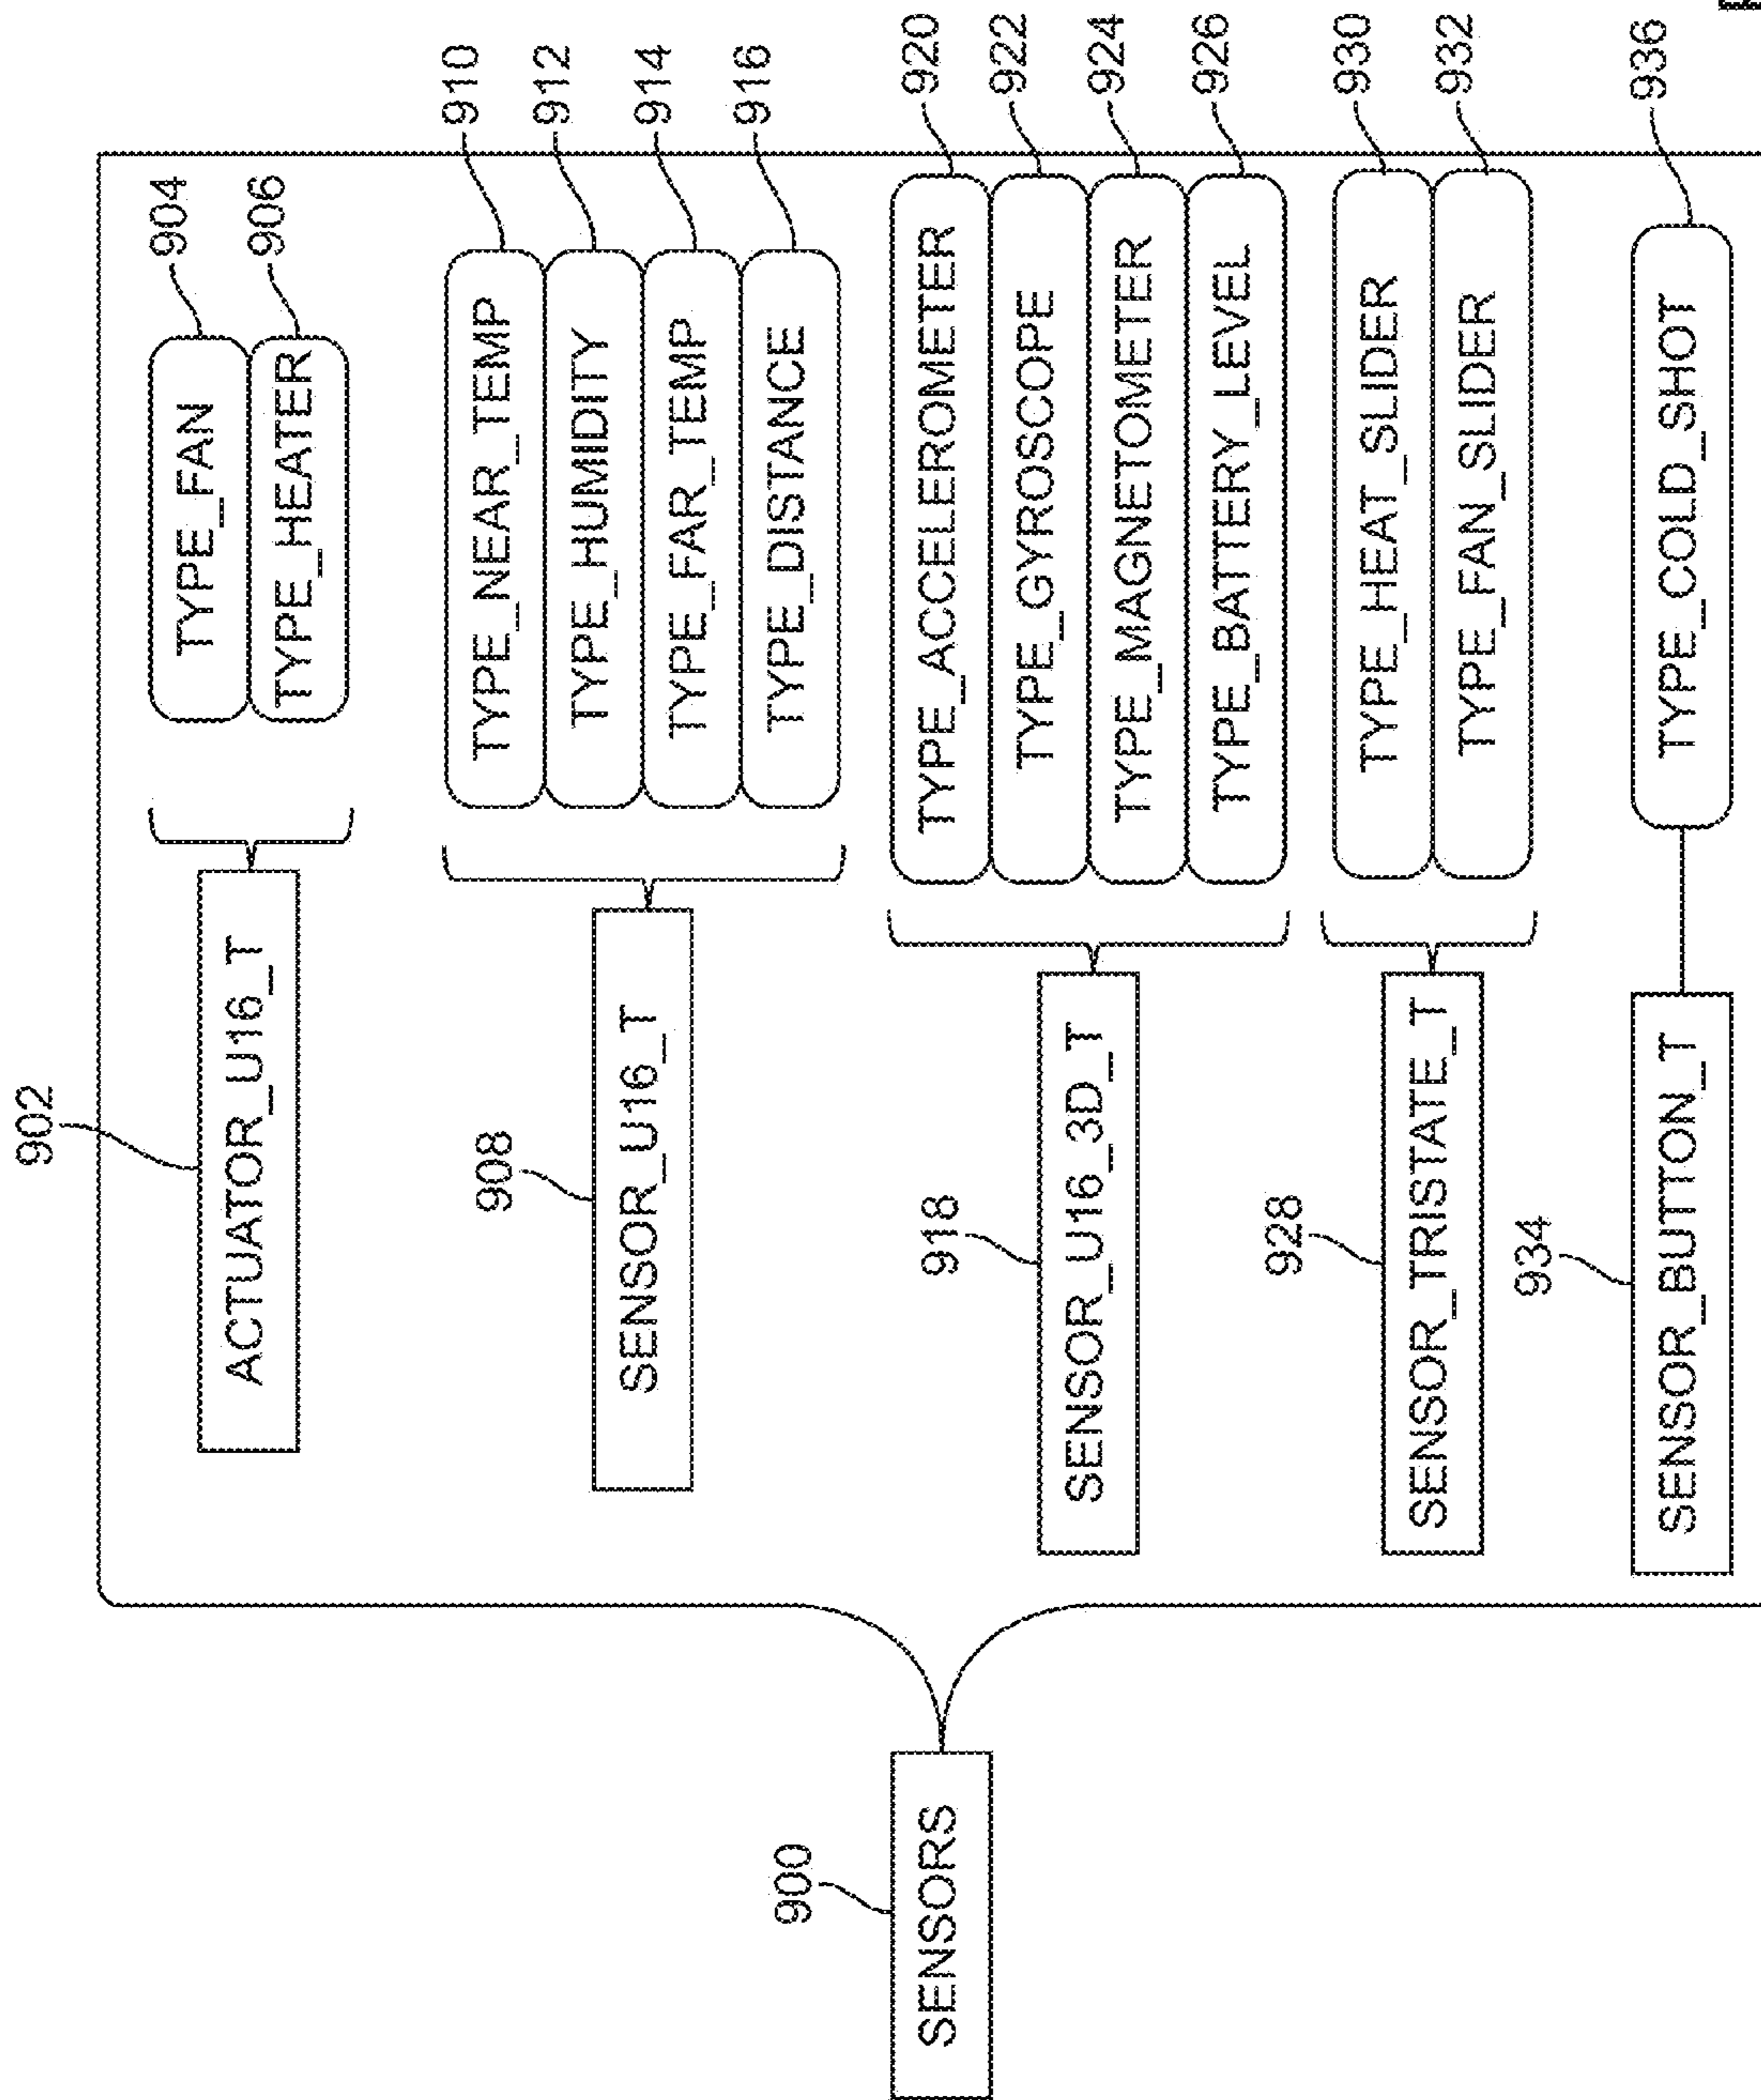 900
SENSORS
902
ACTUATOR_U16_T
TYPE_FAN
904
TYPE_HEATER
906
908
SENSOR_U16_T
TYPE_NEAR_TEMP
910
TYPE_HUMIDITY
912
TYPE_FAR_TEMP
914
TYPE_DISTANCE
916
918
SENSOR_U16_3D_T
TYPE_ACCELEROMETER
920
TYPE_GYROSCOPE
922
TYPE_MAGNETOMETER
924
TYPE_BATTERY_LEVEL
926
928
SENSOR_TRISTATE_T
TYPE_HEAT_SLIDER
930
TYPE_FAN_SLIDER
932
934
SENSOR_BUTTON_T
TYPE_COLD_SHOT
936